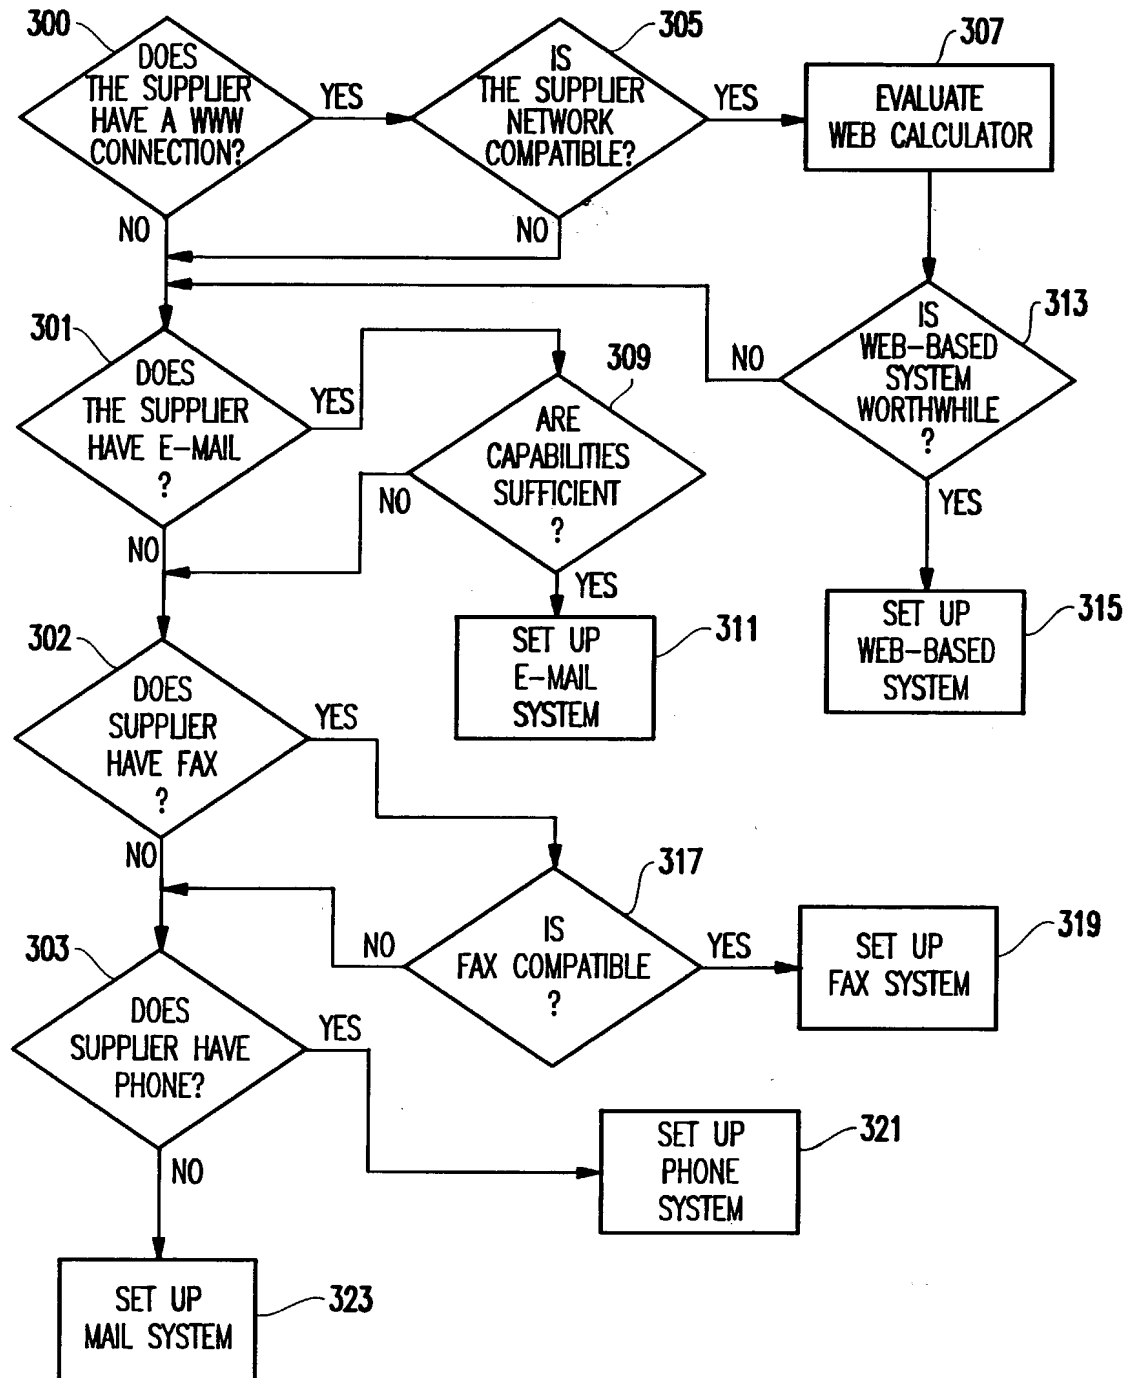 300
DOES
THE SUPPLIER
HAVE A WWW
CONNECTION?
YES
NO
305
IS
THE SUPPLIER
NETWORK
COMPATIBLE?
YES
NO
307
EVALUATE
WEB CALCULATOR
313
IS
WEB-BASED
SYSTEM
WORTHWHILE
?
NO
YES
315
SET UP
WEB-BASED
SYSTEM
301
DOES
THE SUPPLIER
HAVE E-MAIL
?
YES
NO
309
ARE
CAPABILITIES
SUFFICIENT
?
NO
YES
311
SET UP
E-MAIL
SYSTEM
302
DOES
SUPPLIER
HAVE FAX
?
YES
NO
317
IS
FAX COMPATIBLE
?
NO
YES
319
SET UP
FAX SYSTEM
303
DOES
SUPPLIER HAVE
PHONE?
YES
NO
321
SET UP
PHONE
SYSTEM
323
SET UP
MAIL SYSTEM